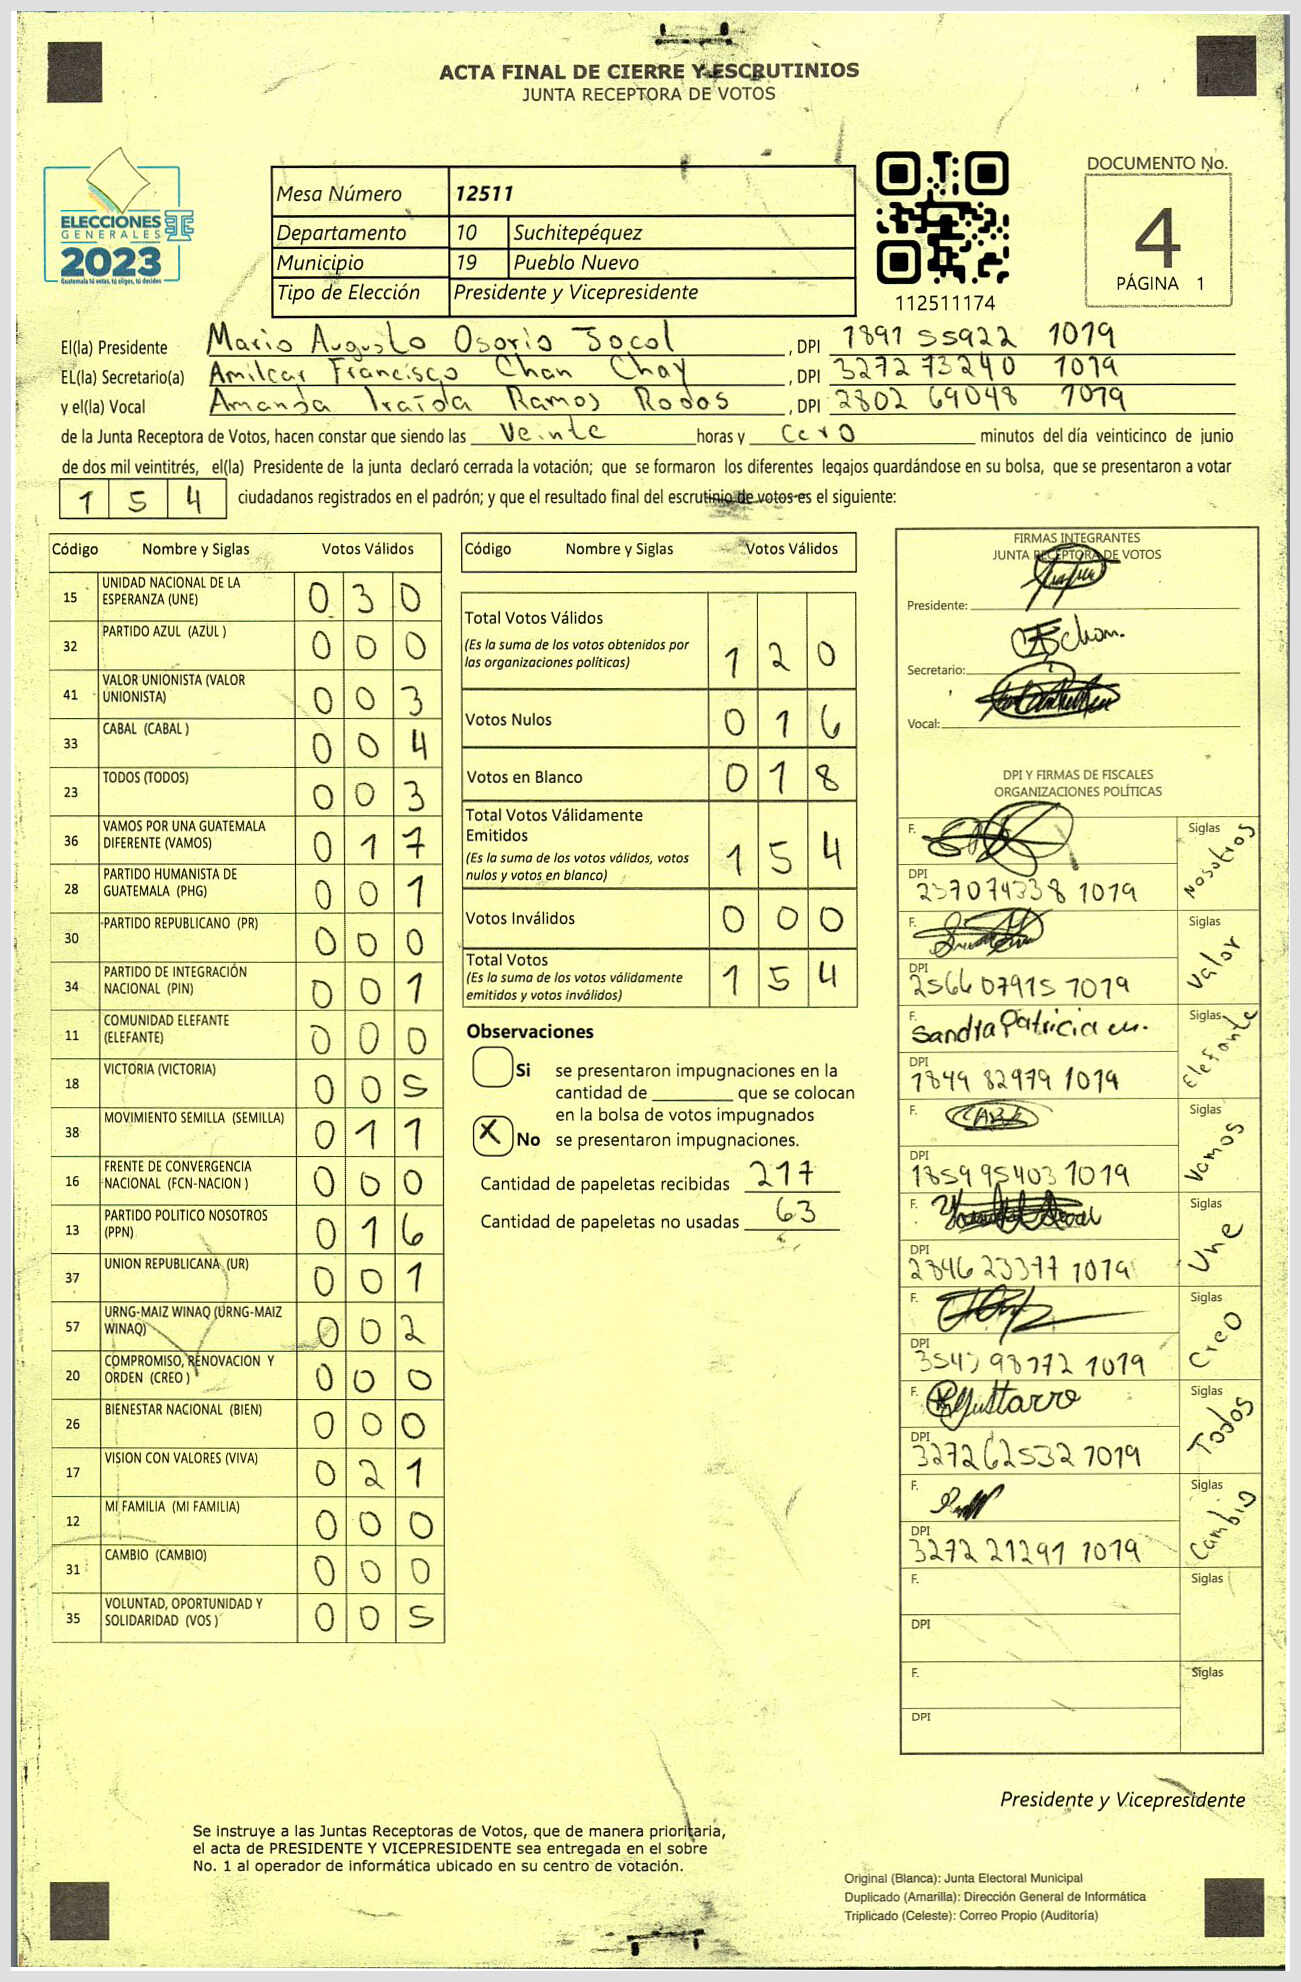 ACTA FINAL DE CIERRE Y ESCRUTINIOS
JUNTA RECEPTORA DE VOTOS
ELECCIONES
GENERALES
2023
Guatemala tú votas, tú eliges, tú decides
Mesa Número 12511
Departamento 10 Suchitepéquez
Municipio 19 Pueblo Nuevo
Tipo de Elección Presidente y Vicepresidente
112511174
DOCUMENTO No.
4
PÁGINA 1
El(la) Presidente Mario Augusto Osorio Jocol , DPI 1891 55922 1019
EL(la) Secretario(a) Amilcar Francisco Chan Chay , DPI 3272 73240 1019
y el(la) Vocal Amanda Iraída Ramos Rodas , DPI 2802 69048 1019
de la Junta Receptora de Votos, hacen constar que siendo las Veinte horas y Cero minutos del día veinticinco de junio
de dos mil veintitrés, el(la) Presidente de la junta declaró cerrada la votación; que se formaron los diferentes legajos guardándose en su bolsa, que se presentaron a votar
1 5 4 ciudadanos registrados en el padrón; y que el resultado final del escrutinio de votos es el siguiente:
Código Nombre y Siglas Votos Válidos
15 UNIDAD NACIONAL DE LA ESPERANZA (UNE) 0 3 0
32 PARTIDO AZUL (AZUL ) 0 0 0
41 VALOR UNIONISTA (VALOR UNIONISTA) 0 0 3
33 CABAL (CABAL ) 0 0 4
23 TODOS (TODOS) 0 0 3
36 VAMOS POR UNA GUATEMALA DIFERENTE (VAMOS) 0 1 7
28 PARTIDO HUMANISTA DE GUATEMALA (PHG) 0 0 1
30 PARTIDO REPUBLICANO (PR) 0 0 0
34 PARTIDO DE INTEGRACIÓN NACIONAL (PIN) 0 0 1
11 COMUNIDAD ELEFANTE (ELEFANTE) 0 0 0
18 VICTORIA (VICTORIA) 0 0 5
38 MOVIMIENTO SEMILLA (SEMILLA) 0 1 1
16 FRENTE DE CONVERGENCIA NACIONAL (FCN-NACION ) 0 0 0
13 PARTIDO POLITICO NOSOTROS (PPN) 0 1 6
37 UNION REPUBLICANA (UR) 0 0 1
57 URNG-MAIZ WINAQ (URNG-MAIZ WINAQ) 0 0 2
20 COMPROMISO, RENOVACION Y ORDEN (CREO ) 0 0 0
26 BIENESTAR NACIONAL (BIEN) 0 0 0
17 VISION CON VALORES (VIVA) 0 2 1
12 MI FAMILIA (MI FAMILIA) 0 0 0
31 CAMBIO (CAMBIO) 0 0 0
35 VOLUNTAD, OPORTUNIDAD Y SOLIDARIDAD (VOS ) 0 0 5
Código Nombre y Siglas Votos Válidos
Total Votos Válidos
(Es la suma de los votos obtenidos por
las organizaciones políticas) 1 2 0
Votos Nulos 0 1 6
Votos en Blanco 0 1 8
Total Votos Válidamente
Emitidos
(Es la suma de los votos válidos, votos
nulos y votos en blanco) 1 5 4
Votos Inválidos 0 0 0
Total Votos
(Es la suma de los votos válidamente
emitidos y votos inválidos) 1 5 4
Observaciones
Si se presentaron impugnaciones en la
cantidad de ________ que se colocan
en la bolsa de votos impugnados
X No se presentaron impugnaciones.
Cantidad de papeletas recibidas 217
Cantidad de papeletas no usadas 63
FIRMAS INTEGRANTES
JUNTA RECEPTORA DE VOTOS
Presidente:
Secretario:
Vocal:
DPI Y FIRMAS DE FISCALES
ORGANIZACIONES POLÍTICAS
F. Siglas Nosotros
DPI 237074338 1019
F. Siglas Valor
DPI 2566 07915 1019
F. Sandra Patricia Siglas Elefante
DPI 1849 82979 1019
F. Siglas Vamos
DPI 1859 95403 1019
F. Siglas Une
DPI 2846 23377 1019
F. Siglas Creo
DPI 98772 1019
F. Siglas Todos
DPI 3272 62532 1019
F. Siglas Cambio
DPI 3272 21291 1019
F. Siglas
DPI
F. Siglas
DPI
Presidente y Vicepresidente
Se instruye a las Juntas Receptoras de Votos, que de manera prioritaria,
el acta de PRESIDENTE Y VICEPRESIDENTE sea entregada en el sobre
No. 1 al operador de informática ubicado en su centro de votación.
Original (Blanca): Junta Electoral Municipal
Duplicado (Amarilla): Dirección General de Informática
Triplicado (Celeste): Correo Propio (Auditoría)